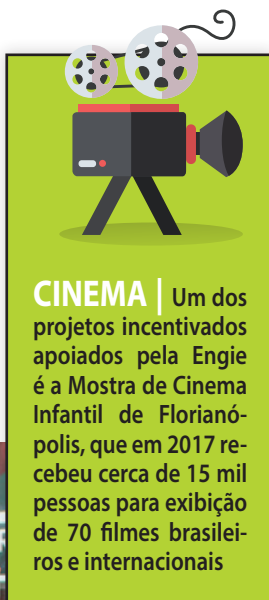 CINEMA | Um dos
projetos incentivados
apoiados pela Engie
é a Mostra de Cinema
Infantil de Florianó-
polis, que em 2017 re-
cebeu cerca de 15 mil
pessoas para exibição
de 70 filmes brasilei-
ros e internacionais